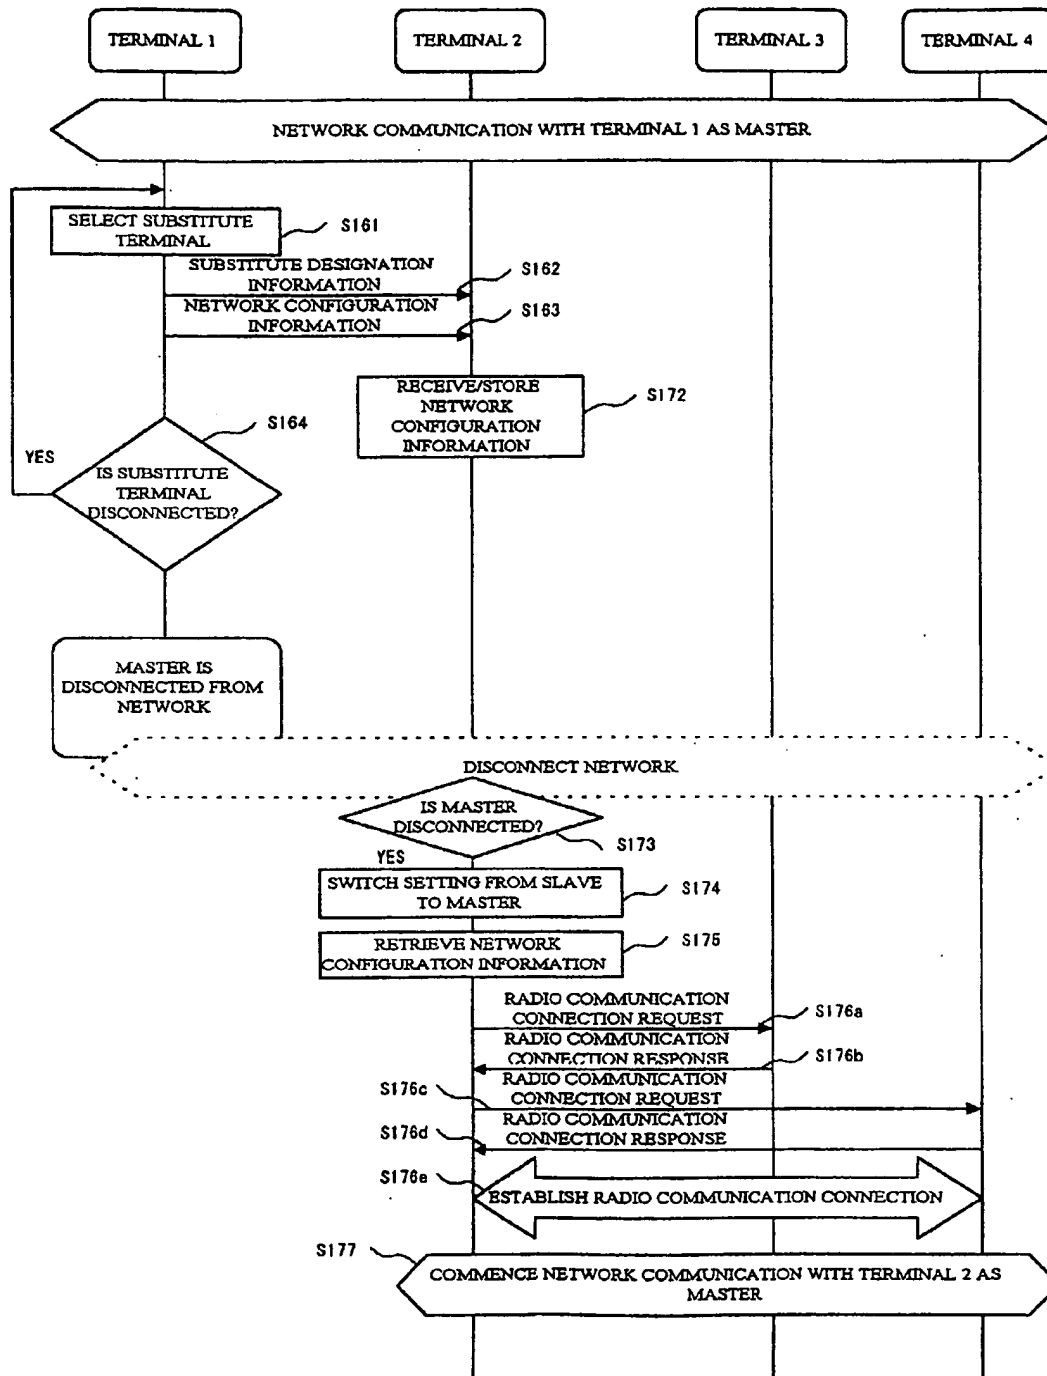 TERMINAL 1
TERMINAL 2
TERMINAL 3
TERMINAL 4
NETWORK COMMUNICATION WITH TERMINAL 1 AS MASTER
SELECT SUBSTITUTE
TERMINAL
S161
SUBSTITUTE DESIGNATION
INFORMATION
S162
NETWORK CONFIGURATION
INFORMATION
S163
RECEIVE/STORE
NETWORK
CONFIGURATION
INFORMATION
S172
S164
YES
IS SUBSTITUTE
TERMINAL
DISCONNECTED?
MASTER IS
DISCONNECTED FROM
NETWORK
DISCONNECT NETWORK
IS MASTER
DISCONNECTED?
S173
YES
SWITCH SETTING FROM SLAVE
TO MASTER
S174
RETRIEVE NETWORK
CONFIGURATION INFORMATION
S175
RADIO COMMUNICATION
CONNECTION REQUEST
S176a
RADIO COMMUNICATION
CONNECTION RESPONSE
S176b
RADIO COMMUNICATION
CONNECTION REQUEST
S176c
RADIO COMMUNICATION
CONNECTION RESPONSE
S176d
S176e
ESTABLISH RADIO COMMUNICATION CONNECTION
S177
COMMENCE NETWORK COMMUNICATION WITH TERMINAL 2 AS
MASTER